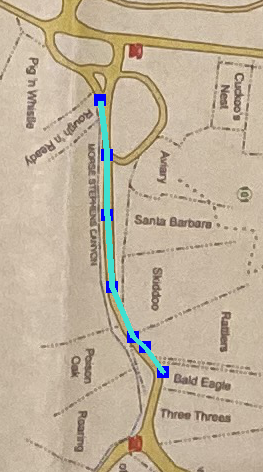 Pig 'n Whistle
Rough 'n Ready
Cuckoo's
Nest
Aviary
MORSE STEPHENS CANYON
Santa Barbara
Skiddoo
Rattlers
Poison
Oak
Bald Eagle
Roaring
Three Threes